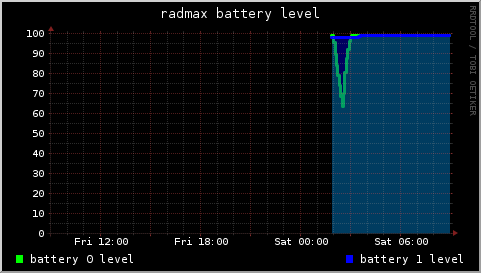 radmax battery level
RRDTOOL / TOBI OETIKER
100
90
80
70
60
50
40
30
20
10
0
Fri 12:00 Fri 18:00 Sat 00:00 Sat 06:00
battery 0 level battery 1 level